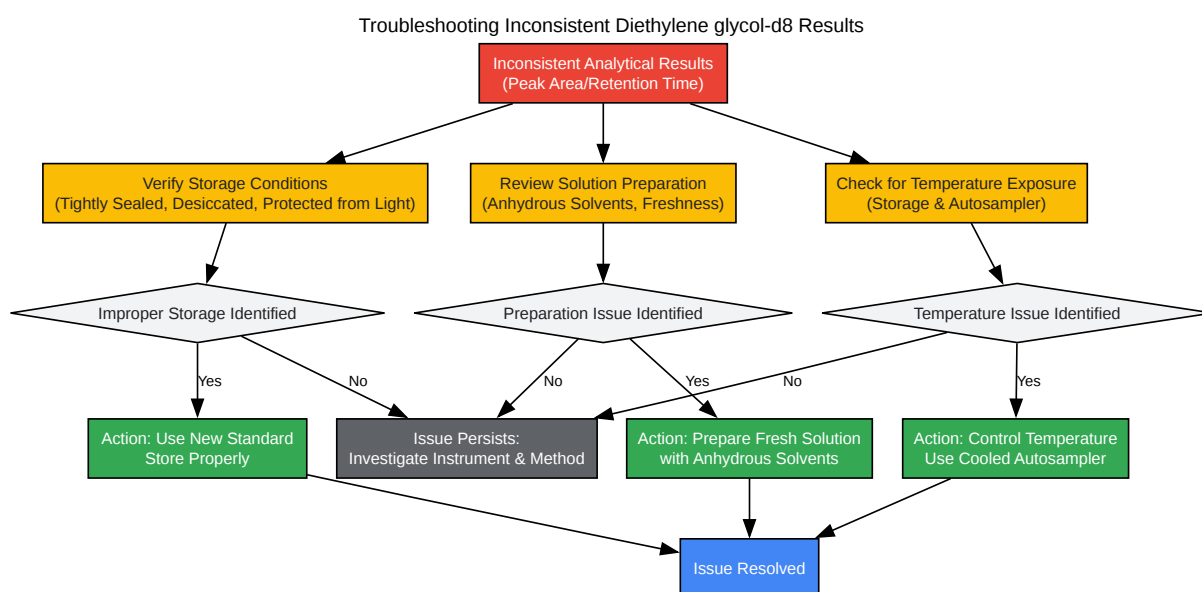 Troubleshooting Inconsistent Diethylene glycol-d8 Results
Inconsistent Analytical Results
(Peak Area/Retention Time)
Verify Storage Conditions
(Tightly Sealed, Desiccated, Protected from Light)
Review Solution Preparation
(Anhydrous Solvents, Freshness)
Check for Temperature Exposure
(Storage & Autosampler)
Improper Storage Identified
Preparation Issue Identified
Temperature Issue Identified
Yes
No
No
Yes
No
Yes
Action: Use New Standard
Store Properly
Issue Persists:
Investigate Instrument & Method
Action: Prepare Fresh Solution
with Anhydrous Solvents
Action: Control Temperature
Use Cooled Autosampler
Issue Resolved